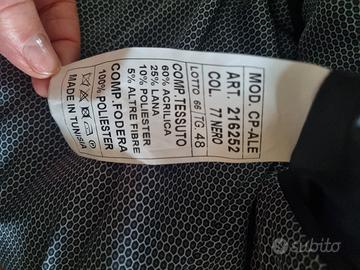 MOD. CP-ALE
ART. 216252
COL. 77 NERO
LOTTO 66 TG 48
COMP.TESSUTO
60% ACRILICA
25% LANA
10% POLIESTER
5% ALTRE FIBRE
COMP.FODERA
100% POLIESTER
MADE IN TUNISIA
subito